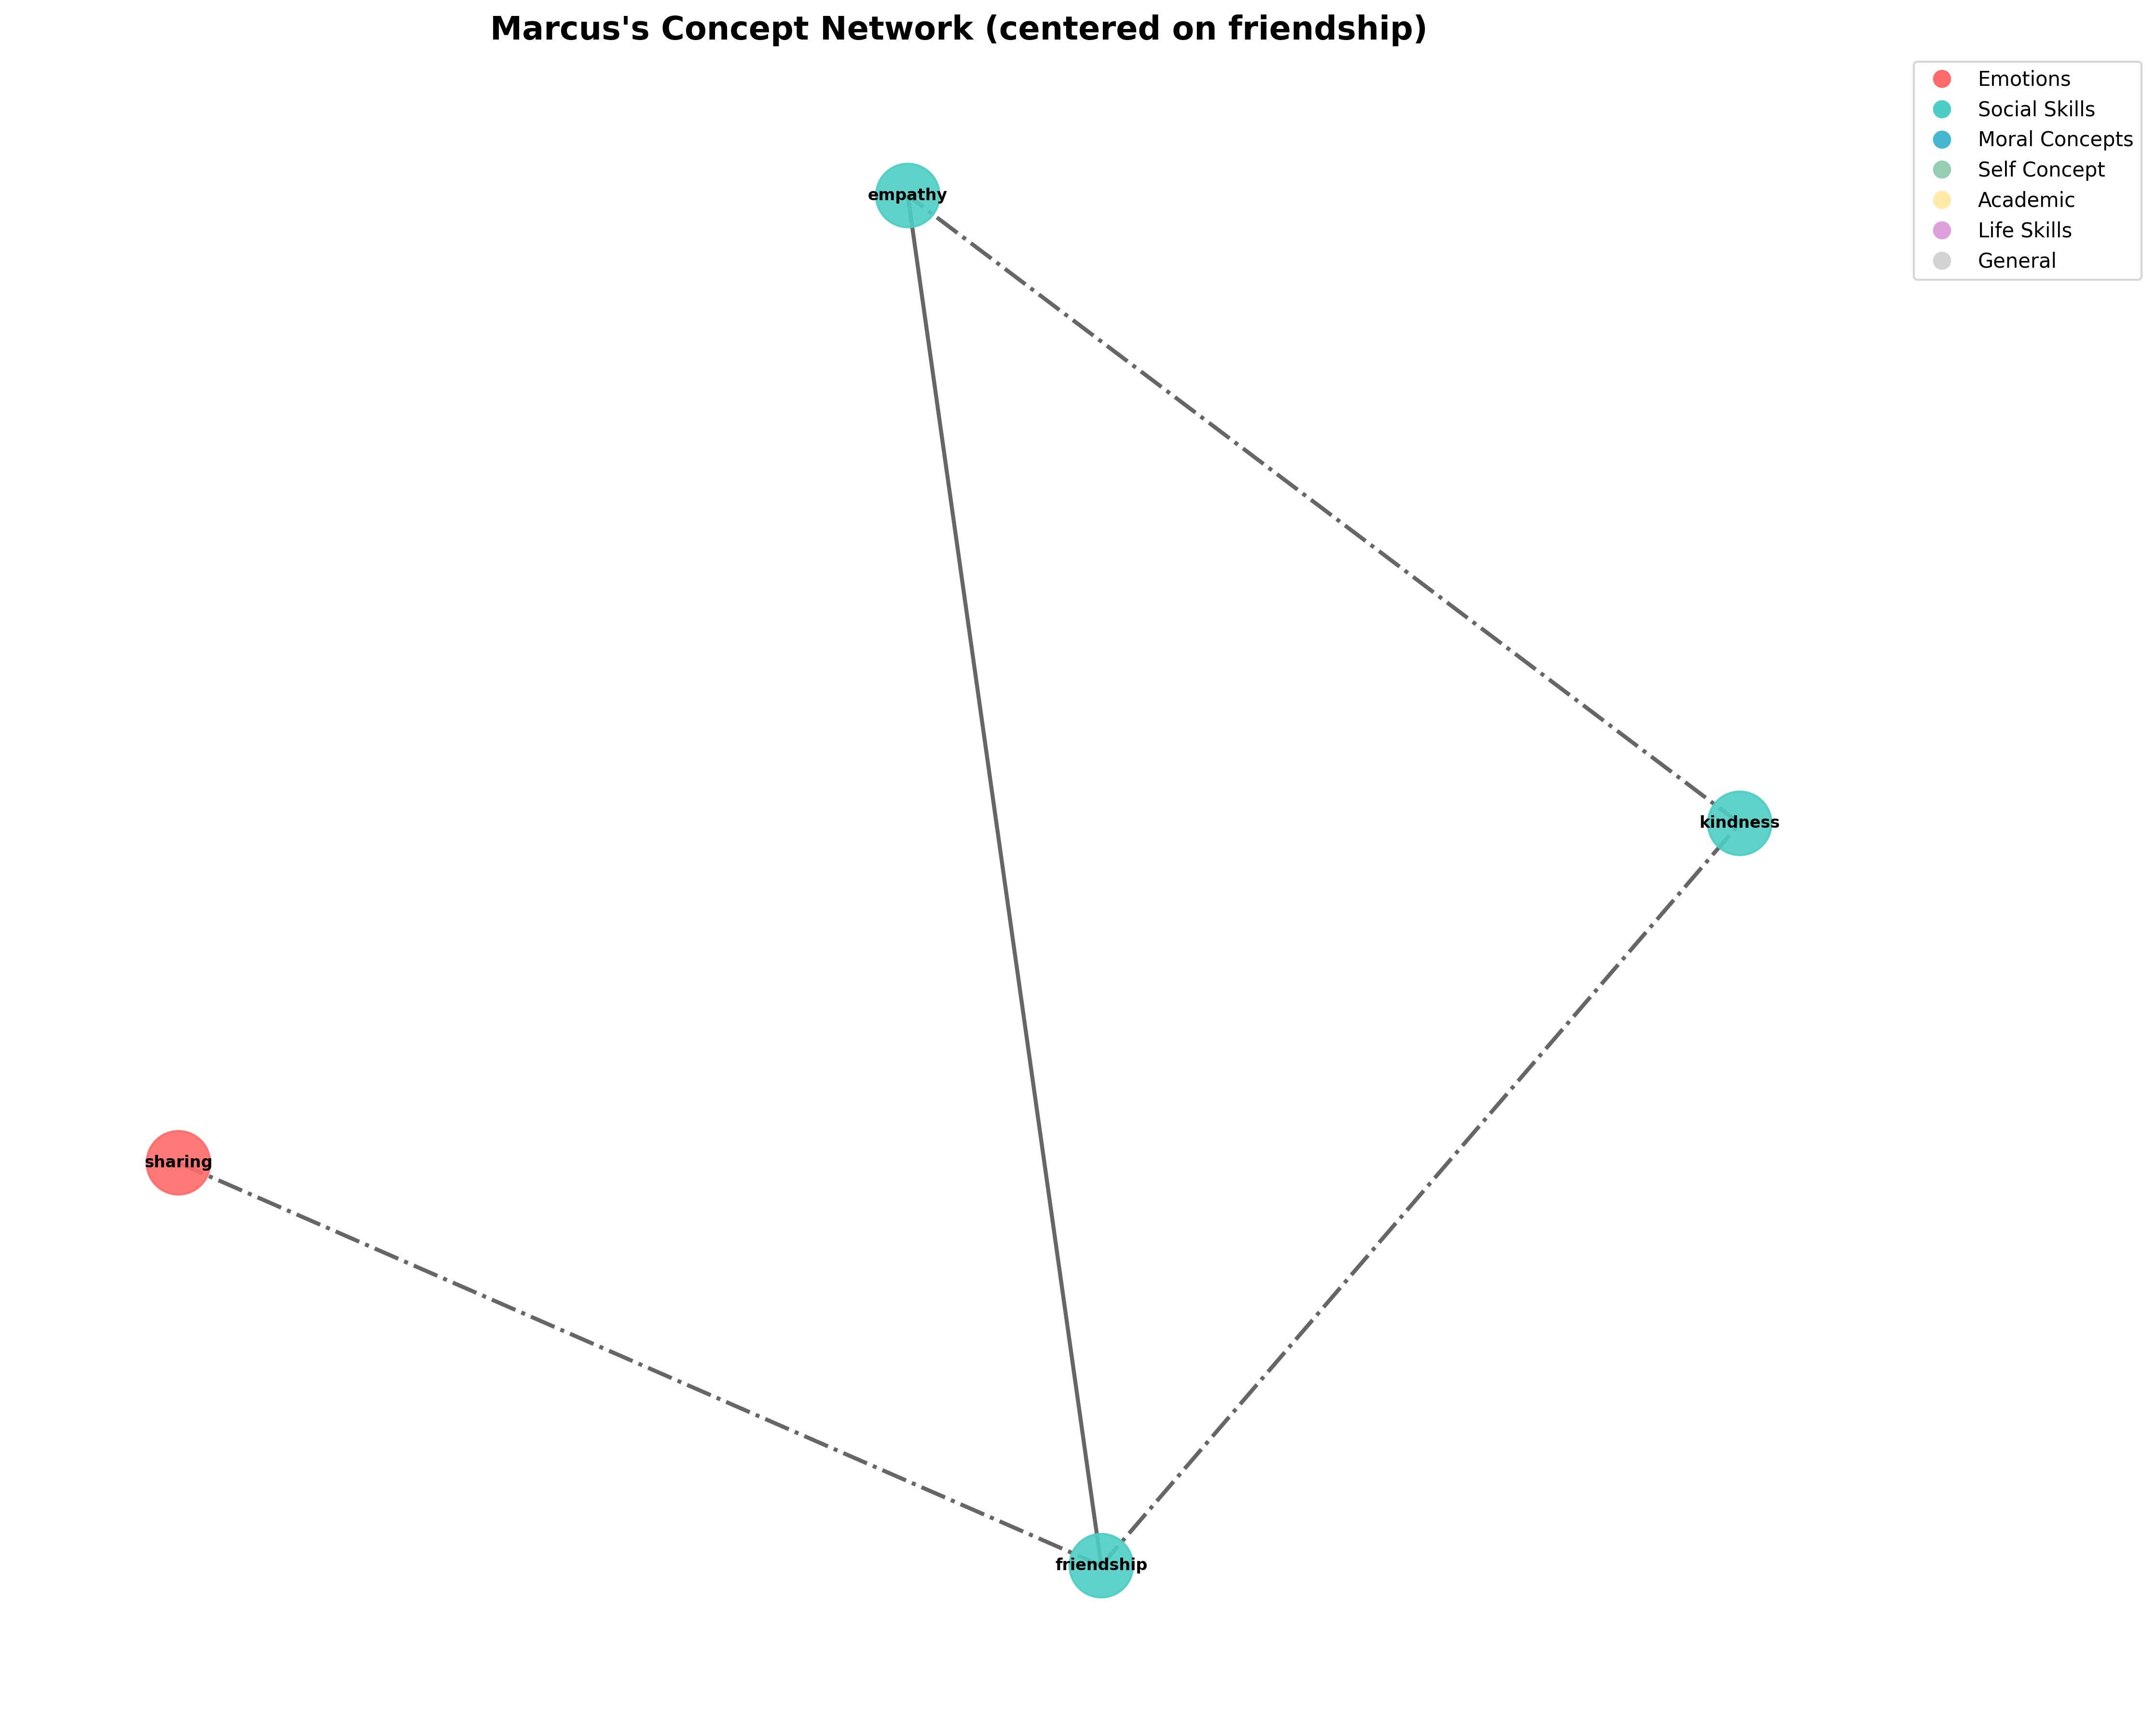 Marcus's Concept Network (centered on friendship)
Emotions
Social Skills
Moral Concepts
Self Concept
Academic
Life Skills
General
empathy
kindness
sharing
friendship